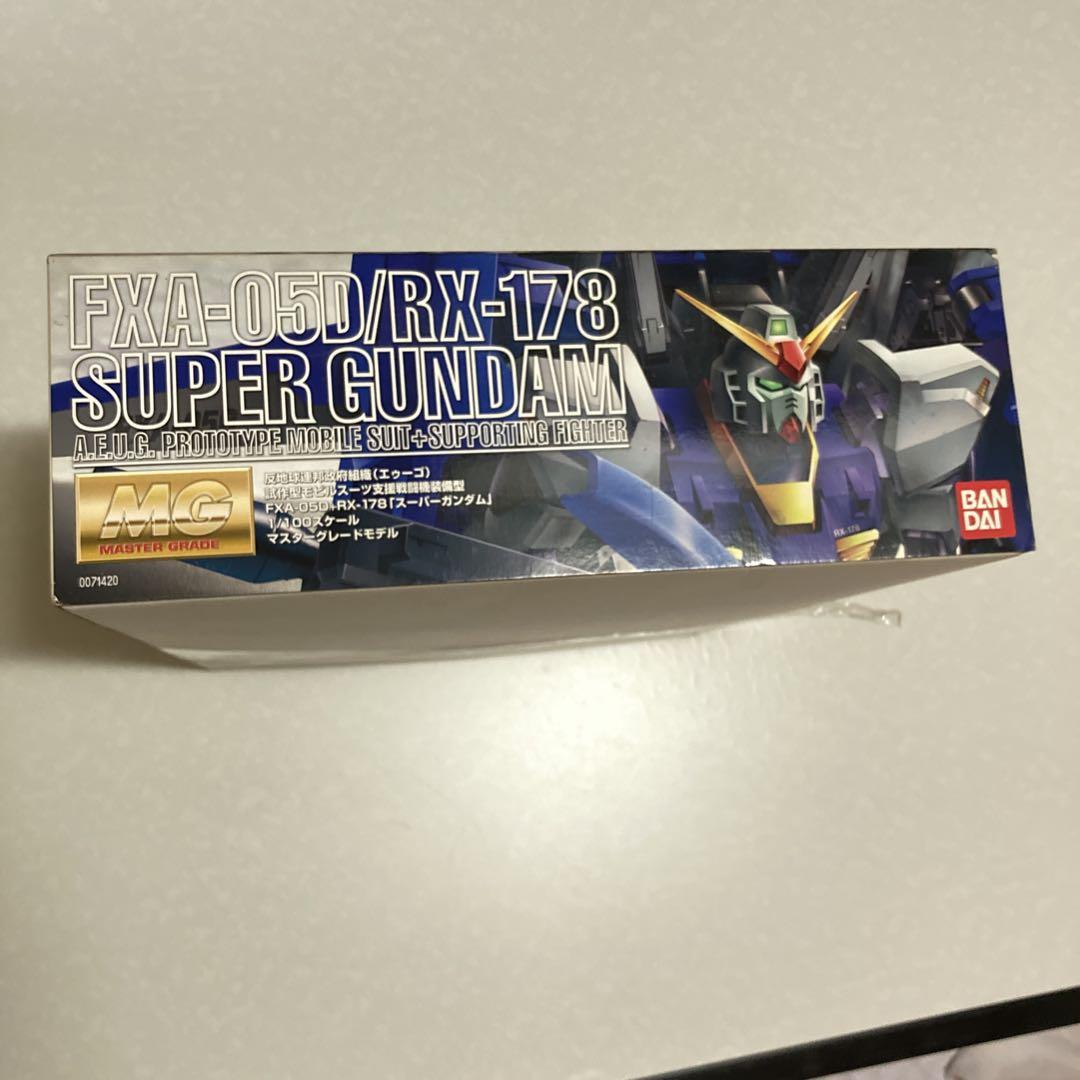 FXA-05D/RX-178
SUPER GUNDAM
A.E.U.G. PROTOTYPE MOBILE SUIT+SUPPORTING FIGHTER
MG
MASTER GRADE
反地球連邦政府組織(エゥーゴ)
試作型モビルスーツ支援戦闘機装備型
FXA-05D+RX-178「スーパーガンダム」
1/100スケール
マスターグレードモデル
0071420
RX-178
BAN
DAI